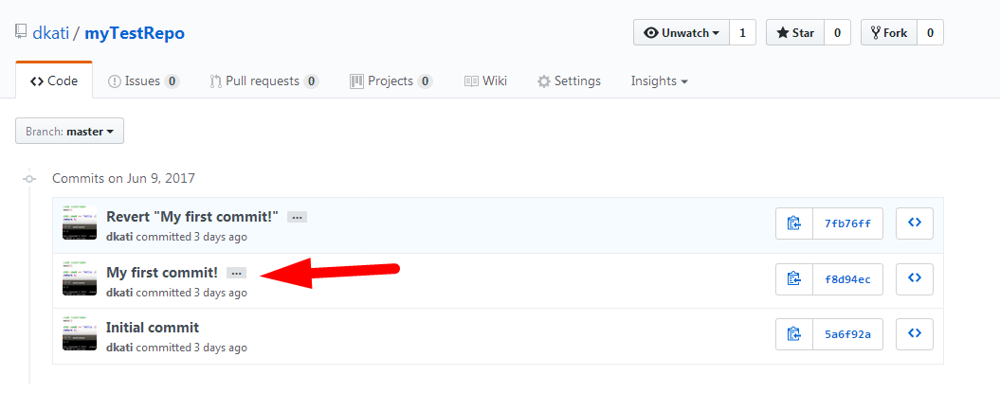 dkati / myTestRepo
Unwatch 1 Star 0 Fork 0
Code Issues 0 Pull requests 0 Projects 0 Wiki Settings Insights
Branch: master
Commits on Jun 9, 2017
Revert "My first commit!" …
7fb76ff
dkati committed 3 days ago
My first commit! …
f8d94ec
dkati committed 3 days ago
Initial commit
5a6f92a
dkati committed 3 days ago